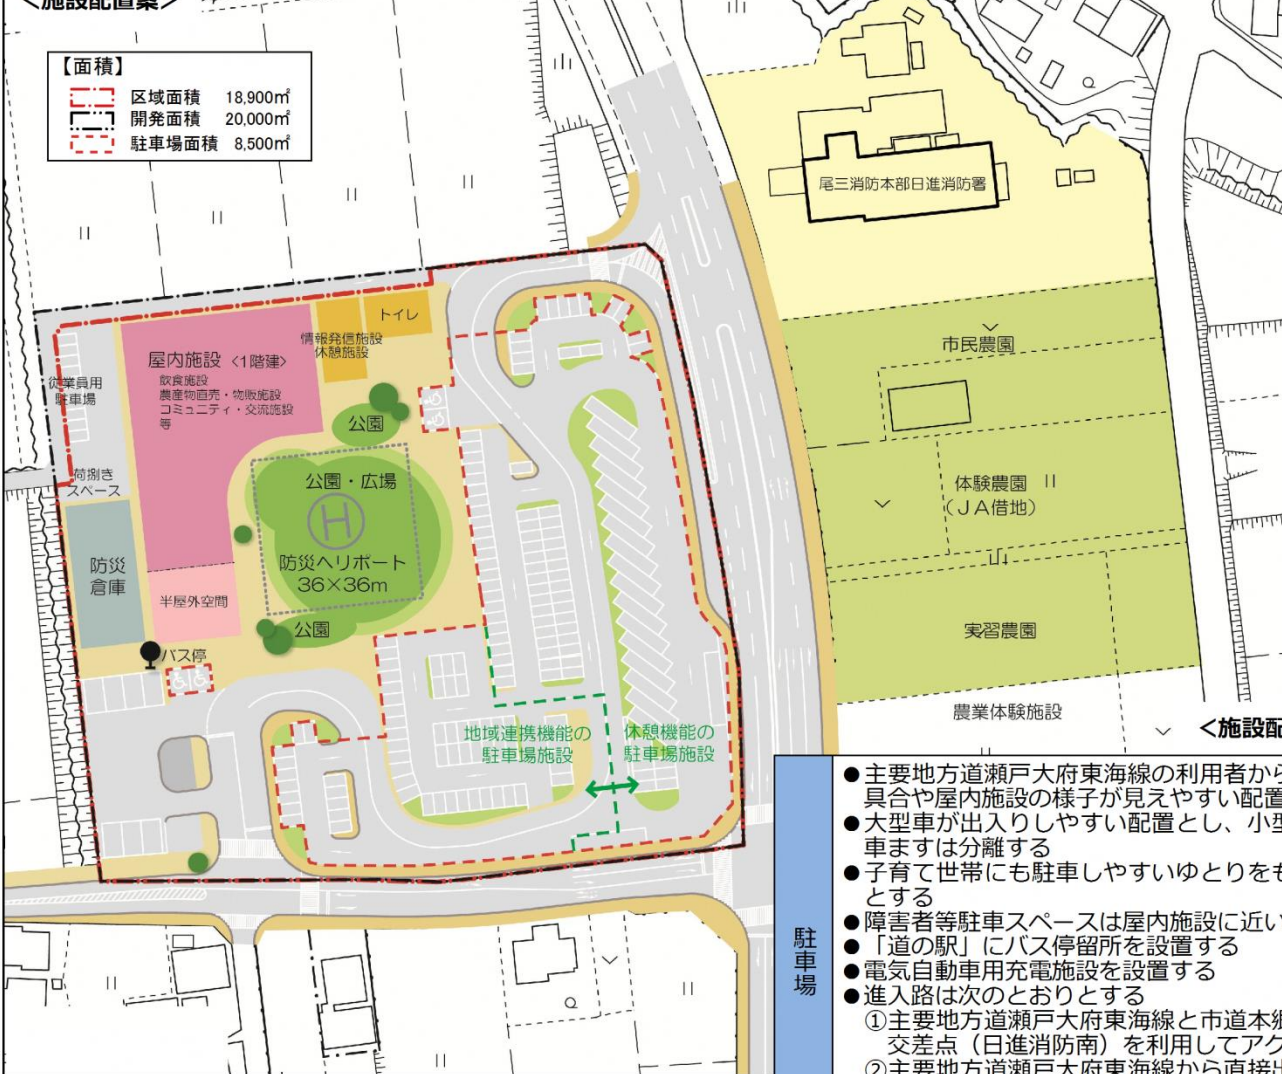 ＜施設配置案＞
【面積】
区域面積 18,900㎡
開発面積 20,000㎡
駐車場面積 8,500㎡
尾三消防本部日進消防署
トイレ
情報発信施設
休憩施設
屋内施設 <1階建>
飲食施設
農産物直売・物販施設
コミュニティ・交流施設
等
従業員用
駐車場
公園
市民農園
荷捌き
スペース
公園・広場
H
防災ヘリポート
36×36m
体験農園
（ＪＡ借地）
防災
倉庫
半屋外空間
公園
実習農園
バス停
農業体験施設
地域連携機能の
駐車場施設
休憩機能の
駐車場施設
＜施設配
駐車場
●主要地方道瀬戸大府東海線の利用者から
具合や屋内施設の様子が見えやすい配置
●大型車が出入りしやすい配置とし、小型
車ますは分離する
●子育て世帯にも駐車しやすいゆとりをも
とする
●障害者等駐車スペースは屋内施設に近い
●「道の駅」にバス停留所を設置する
●電気自動車用充電施設を設置する
●進入路は次のとおりとする
①主要地方道瀬戸大府東海線と市道本郷
交差点（日進消防南）を利用してアク
②主要地方道瀬戸大府東海線から直接出